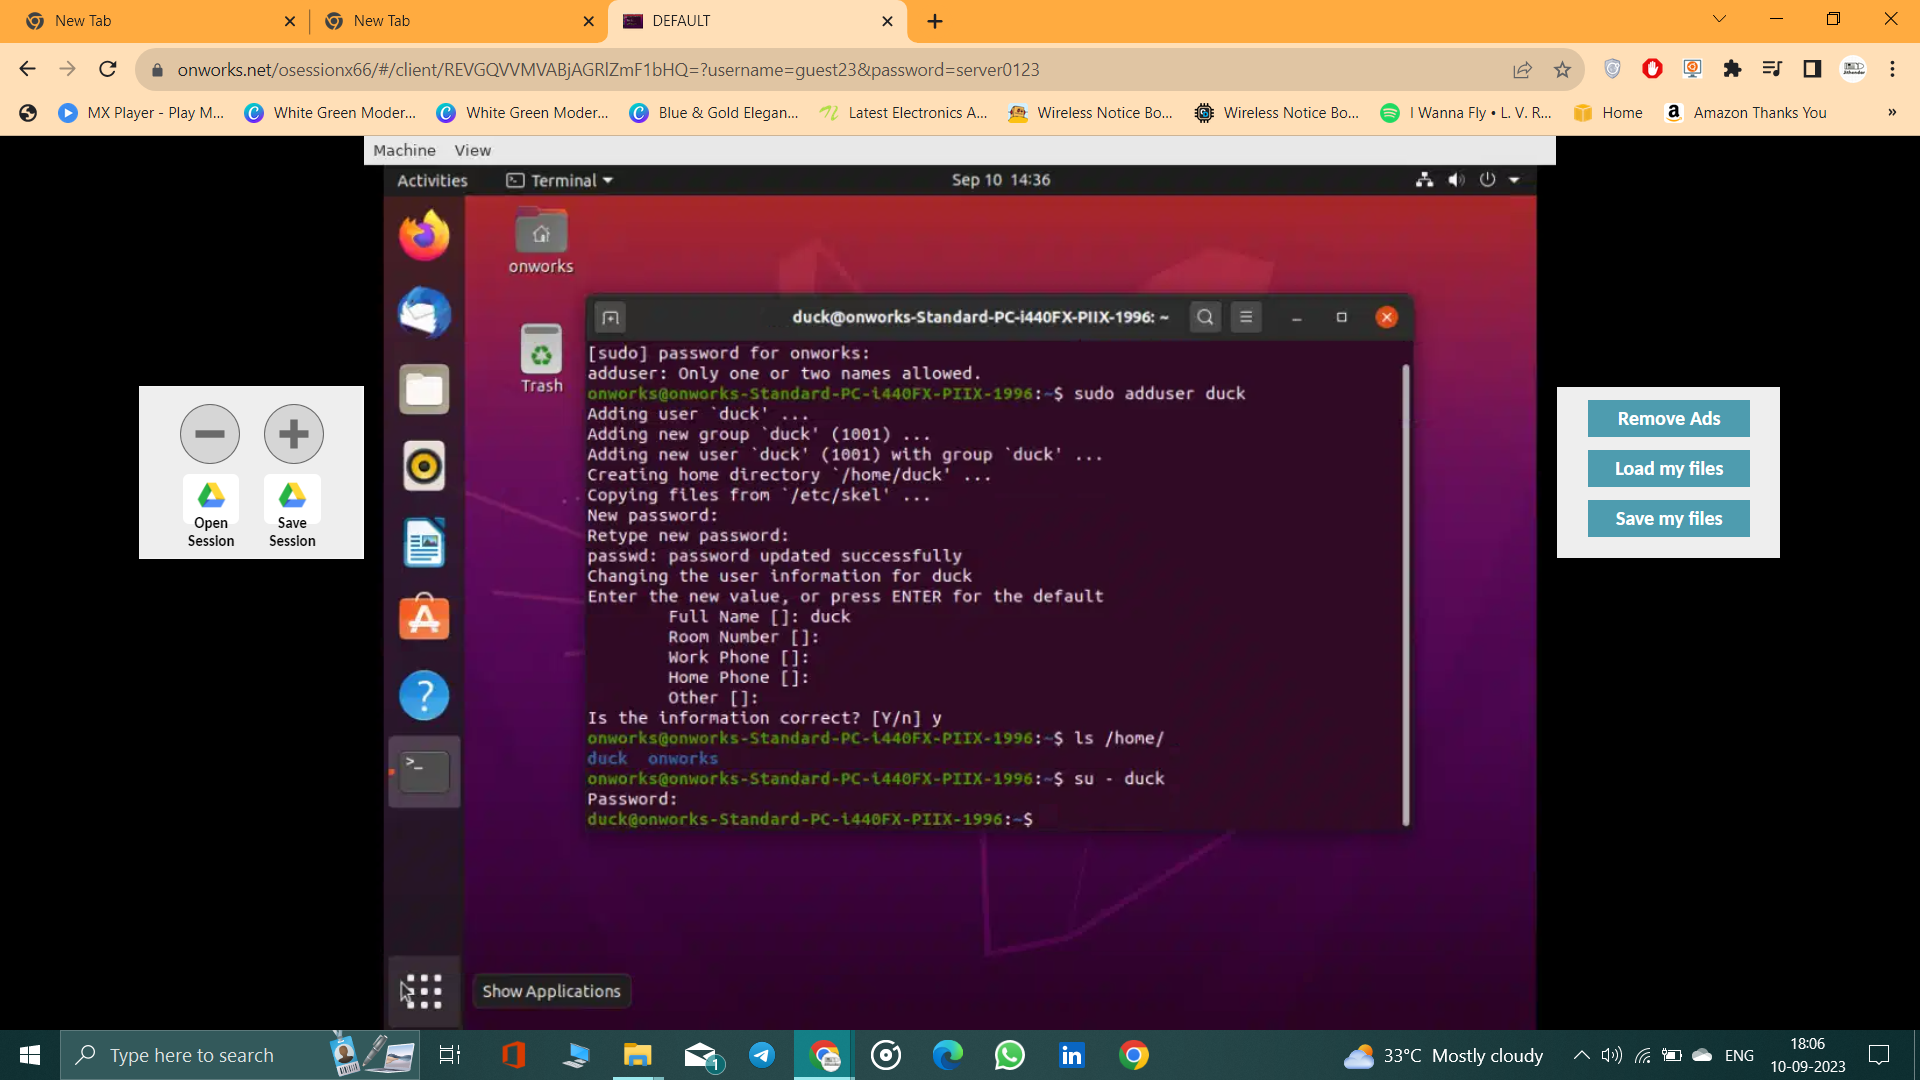 New Tab
New Tab
DEFAULT
onworks.net/osessionx66/#/client/REVGQVVMVABjAGRlZmF1bHQ=?username=guest23&password=server0123
MX Player - Play M...
White Green Moder...
White Green Moder...
Blue & Gold Elegan...
Latest Electronics A...
Wireless Notice Bo...
Wireless Notice Bo...
I Wanna Fly • L. V. R...
Home
Amazon Thanks You
»
Machine View
Activities
Terminal
Sep 10 14:36
onworks
Trash
duck@onworks-Standard-PC-i440FX-PIIX-1996: ~
[sudo] password for onworks:
adduser: Only one or two names allowed.
onworks@onworks-Standard-PC-i440FX-PIIX-1996:~$ sudo adduser duck
Adding user `duck' ...
Adding new group `duck' (1001) ...
Adding new user `duck' (1001) with group `duck' ...
Creating home directory `/home/duck' ...
Copying files from `/etc/skel' ...
New password:
Retype new password:
passwd: password updated successfully
Changing the user information for duck
Enter the new value, or press ENTER for the default
Full Name []: duck
Room Number []:
Work Phone []:
Home Phone []:
Other []:
Is the information correct? [Y/n] y
onworks@onworks-Standard-PC-i440FX-PIIX-1996:~$ ls /home/
duck onworks
onworks@onworks-Standard-PC-i440FX-PIIX-1996:~$ su - duck
Password:
duck@onworks-Standard-PC-i440FX-PIIX-1996:~$
Open Session
Save Session
Remove Ads
Load my files
Save my files
Show Applications
Type here to search
1
33°C Mostly cloudy
ENG
18:06
10-09-2023